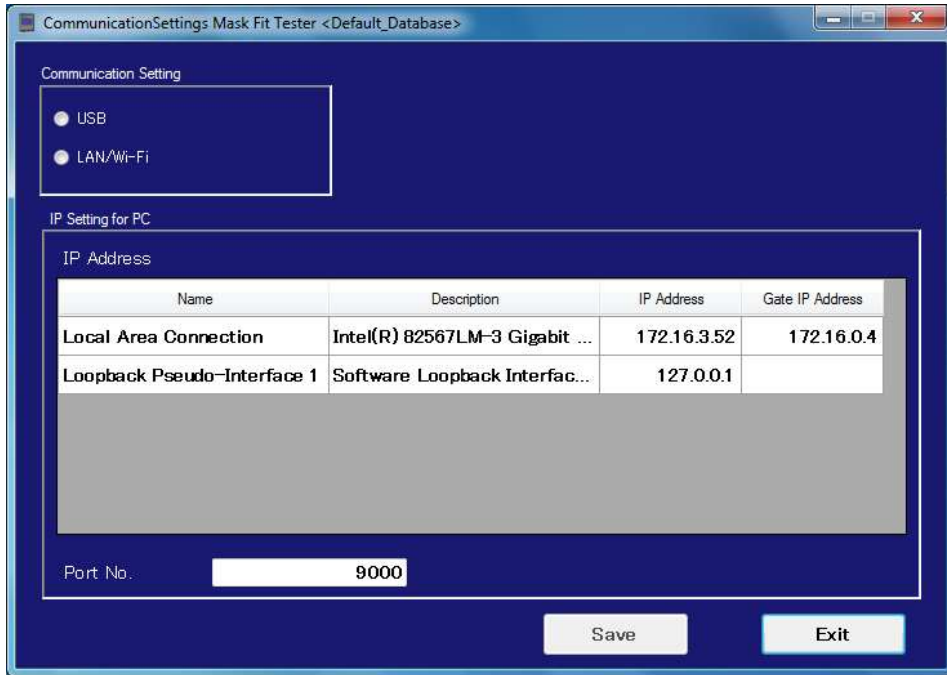 CommunicationSettings Mask Fit Tester <Default_Database>
Communication Setting
USB
LAN/Wi-Fi
IP Setting for PC
IP Address
Name Description IP Address Gate IP Address
Local Area Connection Intel(R) 82567LM-3 Gigabit ... 172.16.3.52 172.16.0.4
Loopback Pseudo-Interface 1 Software Loopback Interfac... 127.0.0.1
Port No. 9000
Save Exit